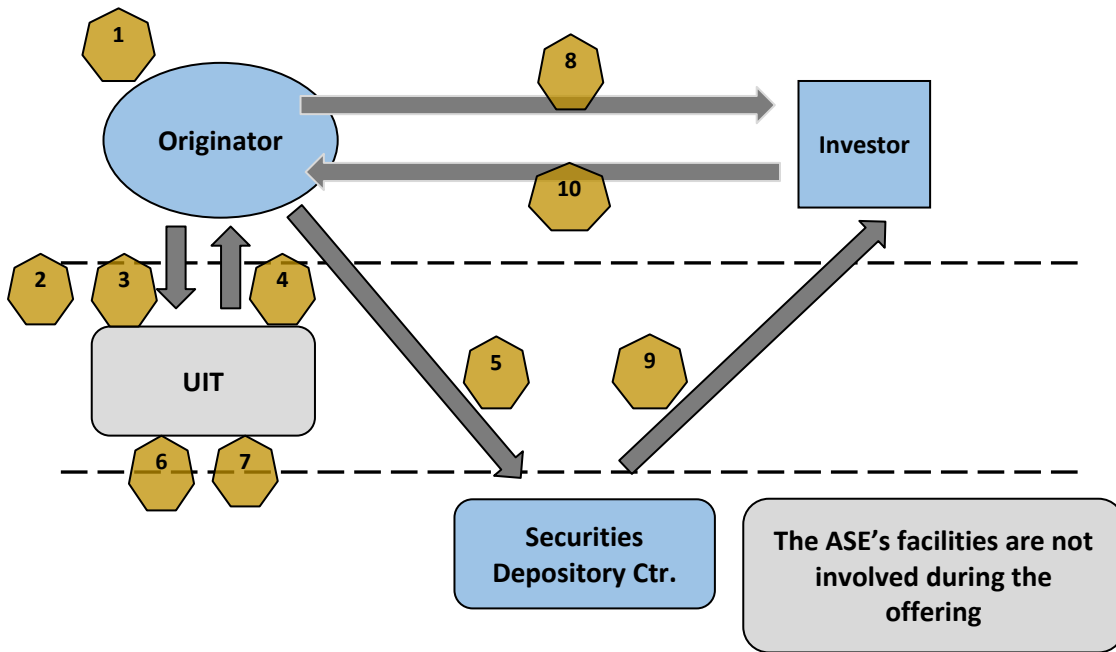 1
8
Originator
Investor
10
2
3
4
5
9
UIT
6
7
Securities
Depository Ctr.
The ASE's facilities are not
involved during the
offering